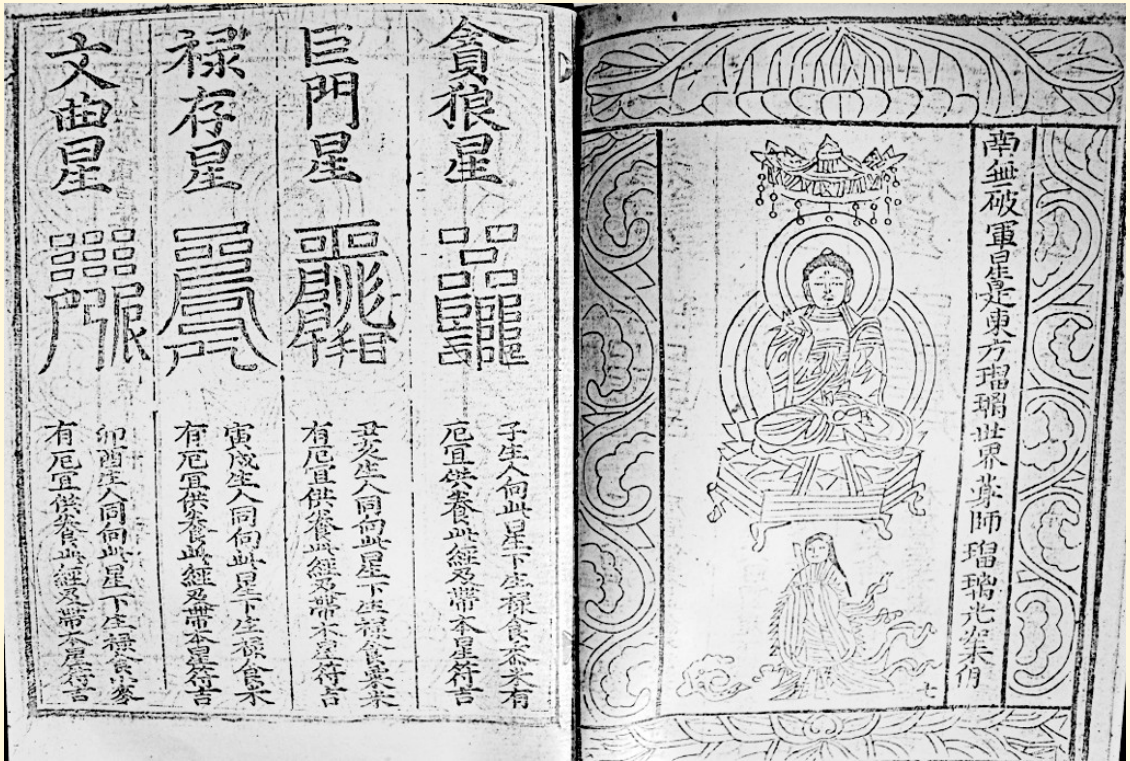 南無破軍星是東方瑠璃世界藥師瑠璃光如來佛
七
貪狼星
子生人向此星下生禄食黍米有
厄宜供養此經及帶本星符吉
巨門星
丑亥生人同向此星下生禄食粟米
有厄宜供養此經及帶本星符吉
禄存星
寅戌生人同向此星下生禄食米
有厄宜供養此經及帶本星符吉
文曲星
卯酉生人同向此星下生禄食小麥
有厄宜供養此經及帶本星符吉